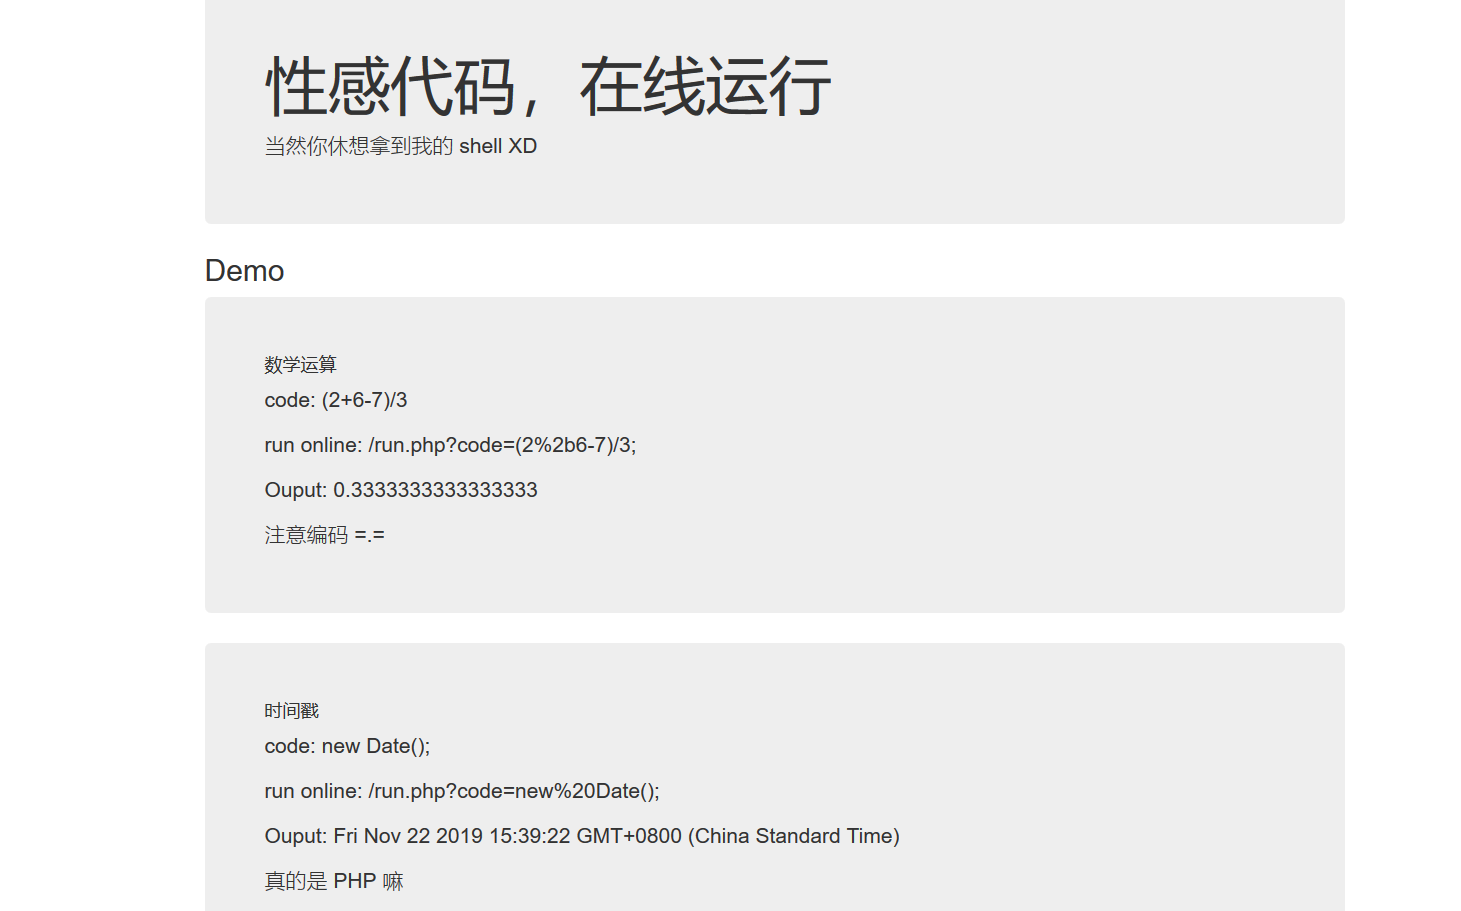 性感代码，在线运行
当然你休想拿到我的 shell XD
Demo
数学运算
code: (2+6-7)/3
run online: /run.php?code=(2%2b6-7)/3;
Ouput: 0.3333333333333333
注意编码 =.=
时间戳
code: new Date();
run online: /run.php?code=new%20Date();
Ouput: Fri Nov 22 2019 15:39:22 GMT+0800 (China Standard Time)
真的是 PHP 嘛